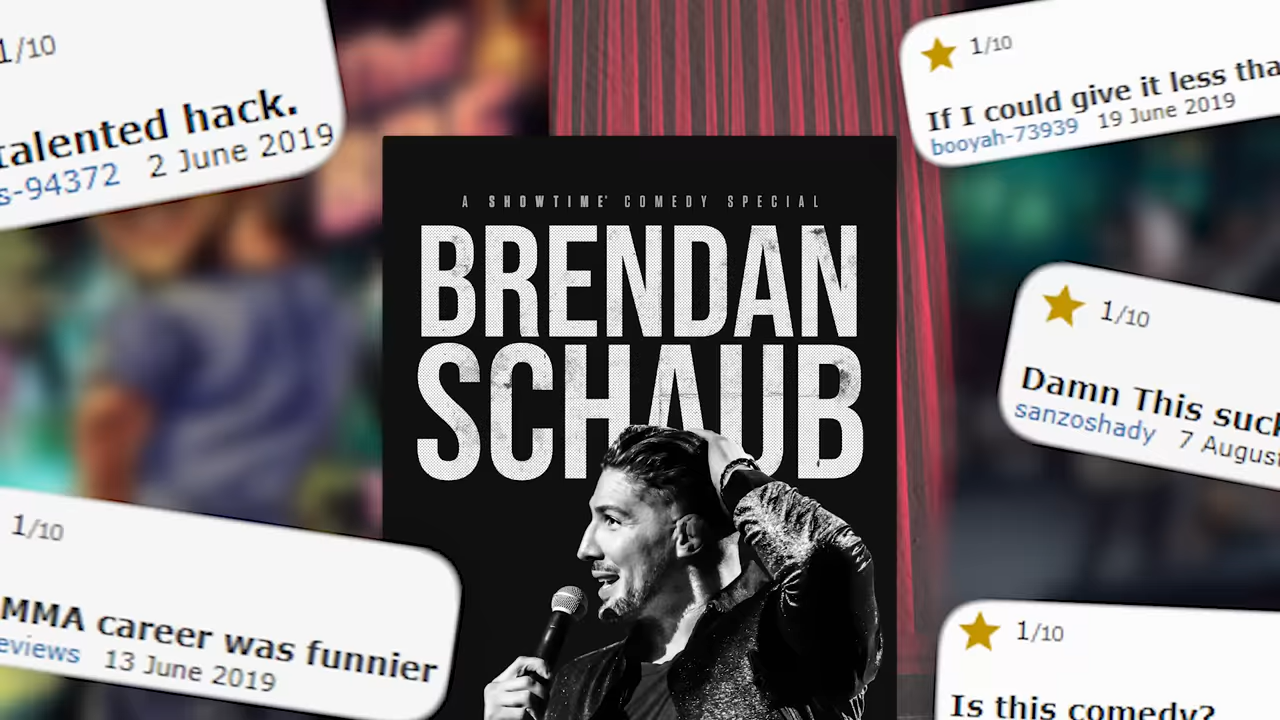 1/10
talented hack.
s-94372 2 June 2019
1/10
If I could give it less tha
booyah-73939 19 June 2019
A SHOWTIME COMEDY SPECIAL
BRENDAN
SCHAUB
1/10
Damn This suck
sanzoshady 7 August
1/10
MMA career was funnier
eviews 13 June 2019
1/10
Is this comedy?